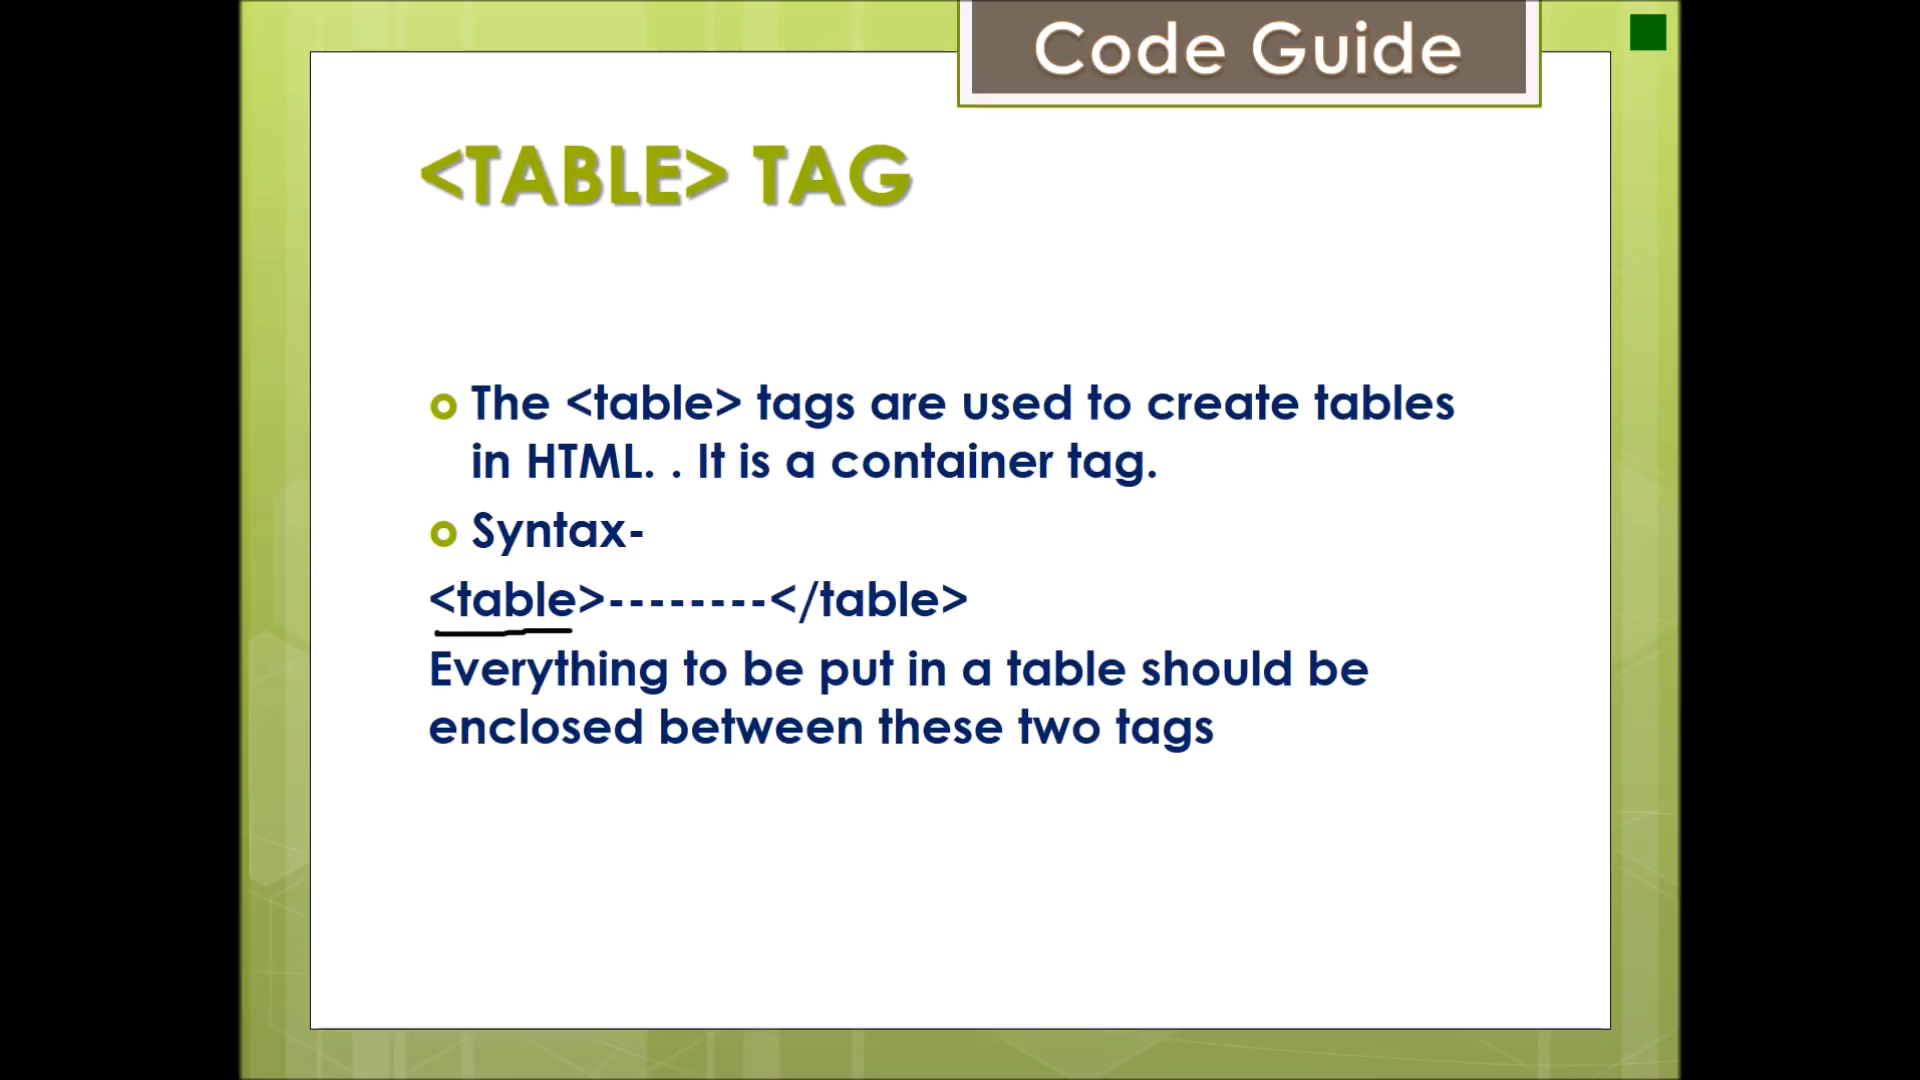 Code Guide
<TABLE> TAG
The <table> tags are used to create tables
in HTML. . It is a container tag.
Syntax-
<table>--------</table>
Everything to be put in a table should be
enclosed between these two tags